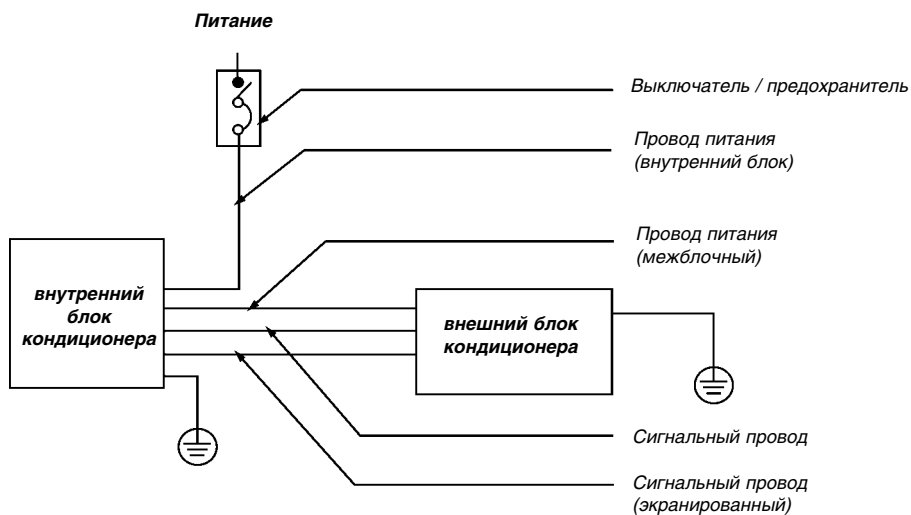 Питание
Выключатель / предохранитель
Провод питания
(внутренний блок)
Провод питания
(межблочный)
внутренний
блок
кондиционера
внешний блок
кондиционера
Сигнальный провод
Сигнальный провод
(экранированный)